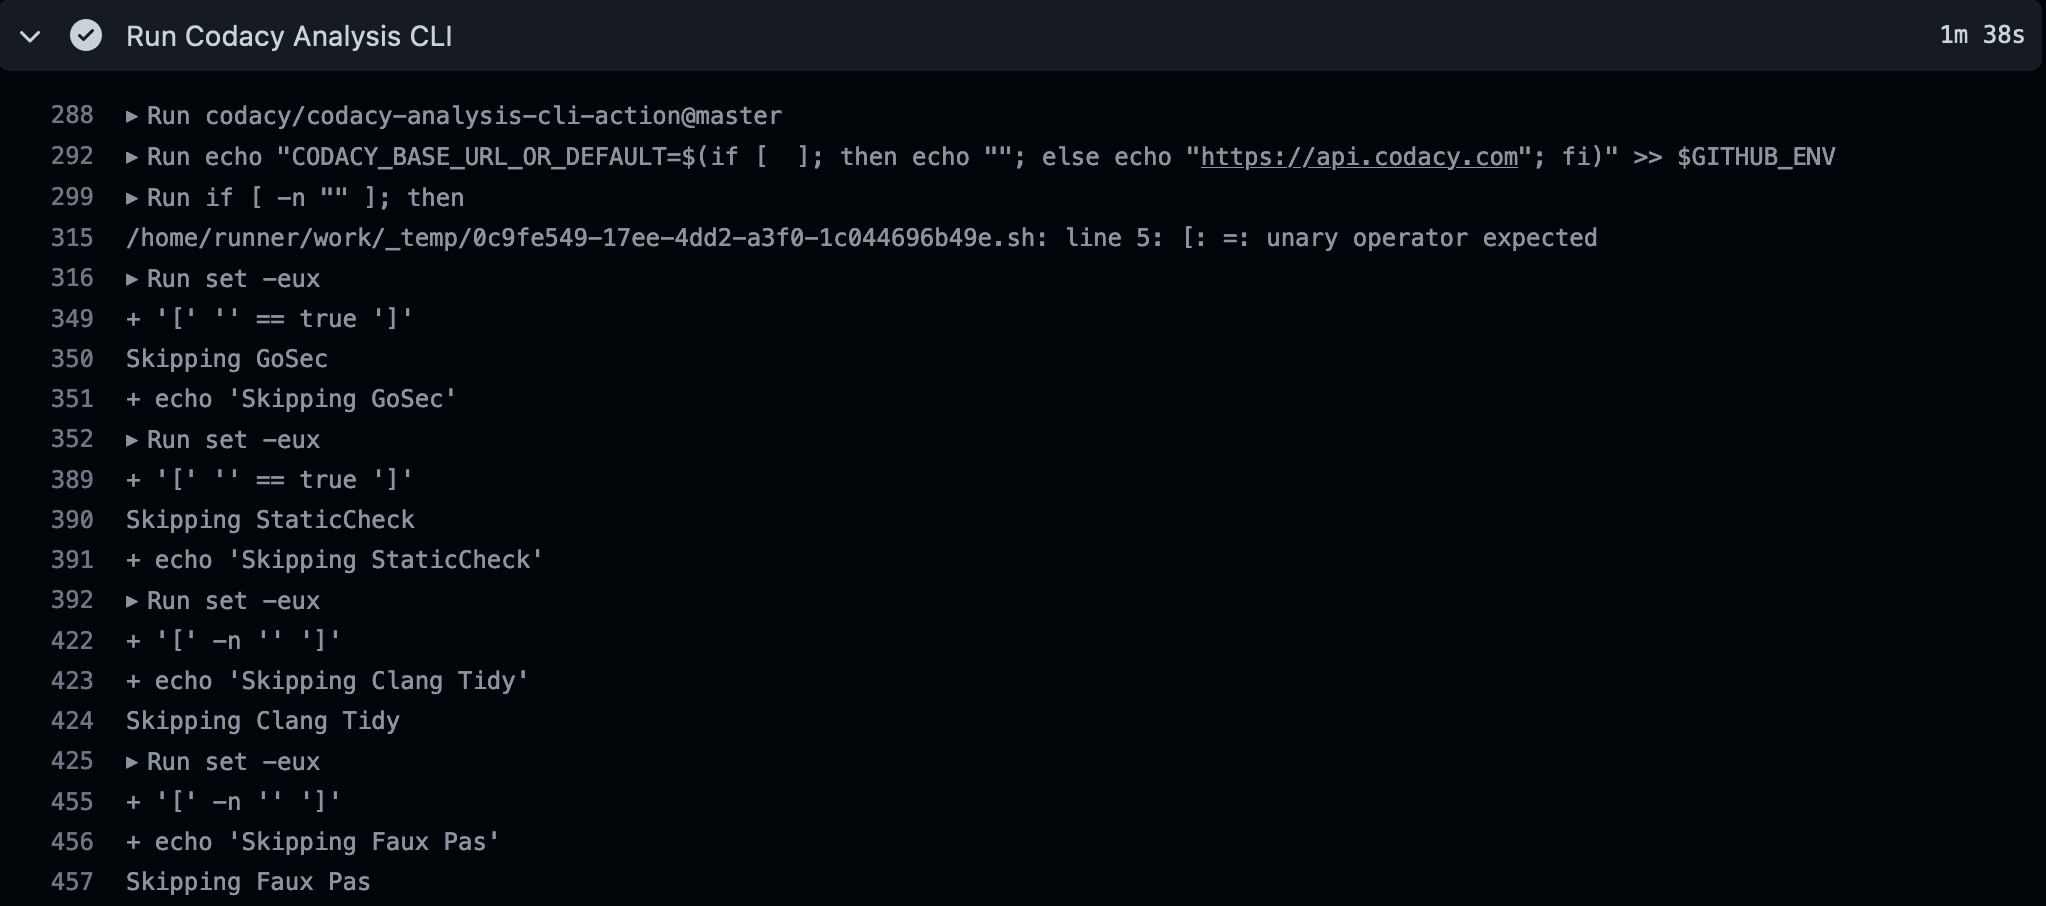 Run Codacy Analysis CLI 1m 38s
288 ▸ Run codacy/codacy-analysis-cli-action@master
292 ▸ Run echo "CODACY_BASE_URL_OR_DEFAULT=$(if [  ]; then echo ""; else echo "https://api.codacy.com"; fi)" >> $GITHUB_ENV
299 ▸ Run if [ -n "" ]; then
315 /home/runner/work/_temp/0c9fe549-17ee-4dd2-a3f0-1c044696b49e.sh: line 5: [: =: unary operator expected
316 ▸ Run set -eux
349 + '[' '' == true ']'
350 Skipping GoSec
351 + echo 'Skipping GoSec'
352 ▸ Run set -eux
389 + '[' '' == true ']'
390 Skipping StaticCheck
391 + echo 'Skipping StaticCheck'
392 ▸ Run set -eux
422 + '[' -n '' ']'
423 + echo 'Skipping Clang Tidy'
424 Skipping Clang Tidy
425 ▸ Run set -eux
455 + '[' -n '' ']'
456 + echo 'Skipping Faux Pas'
457 Skipping Faux Pas